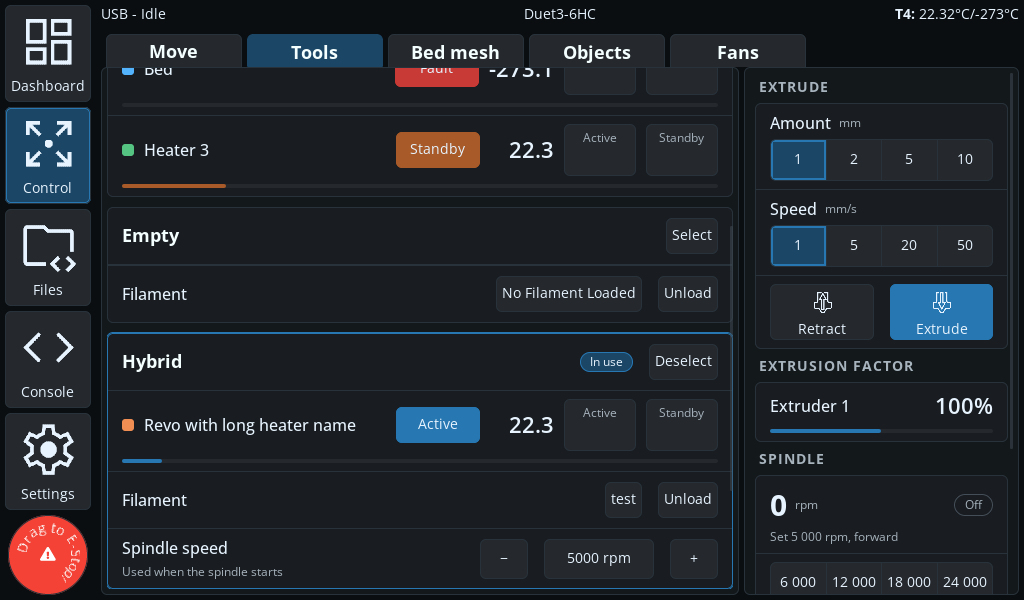 USB - Idle
Duet3-6HC
T4: 22.32°C/-273°C
Dashboard
Control
Files
Console
Settings
Drag to E-Stop!
Move
Tools
Bed mesh
Objects
Fans
Bed
Fault
-273.1
Heater 3
Standby
22.3
Active
Standby
Empty
Select
Filament
No Filament Loaded
Unload
Hybrid
In use
Deselect
Revo with long heater name
Active
22.3
Active
Standby
Filament
test
Unload
Spindle speed
Used when the spindle starts
−
5000 rpm
+
EXTRUDE
Amount mm
1
2
5
10
Speed mm/s
1
5
20
50
Retract
Extrude
EXTRUSION FACTOR
Extruder 1
100%
SPINDLE
0 rpm
Off
Set 5 000 rpm, forward
6 000
12 000
18 000
24 000